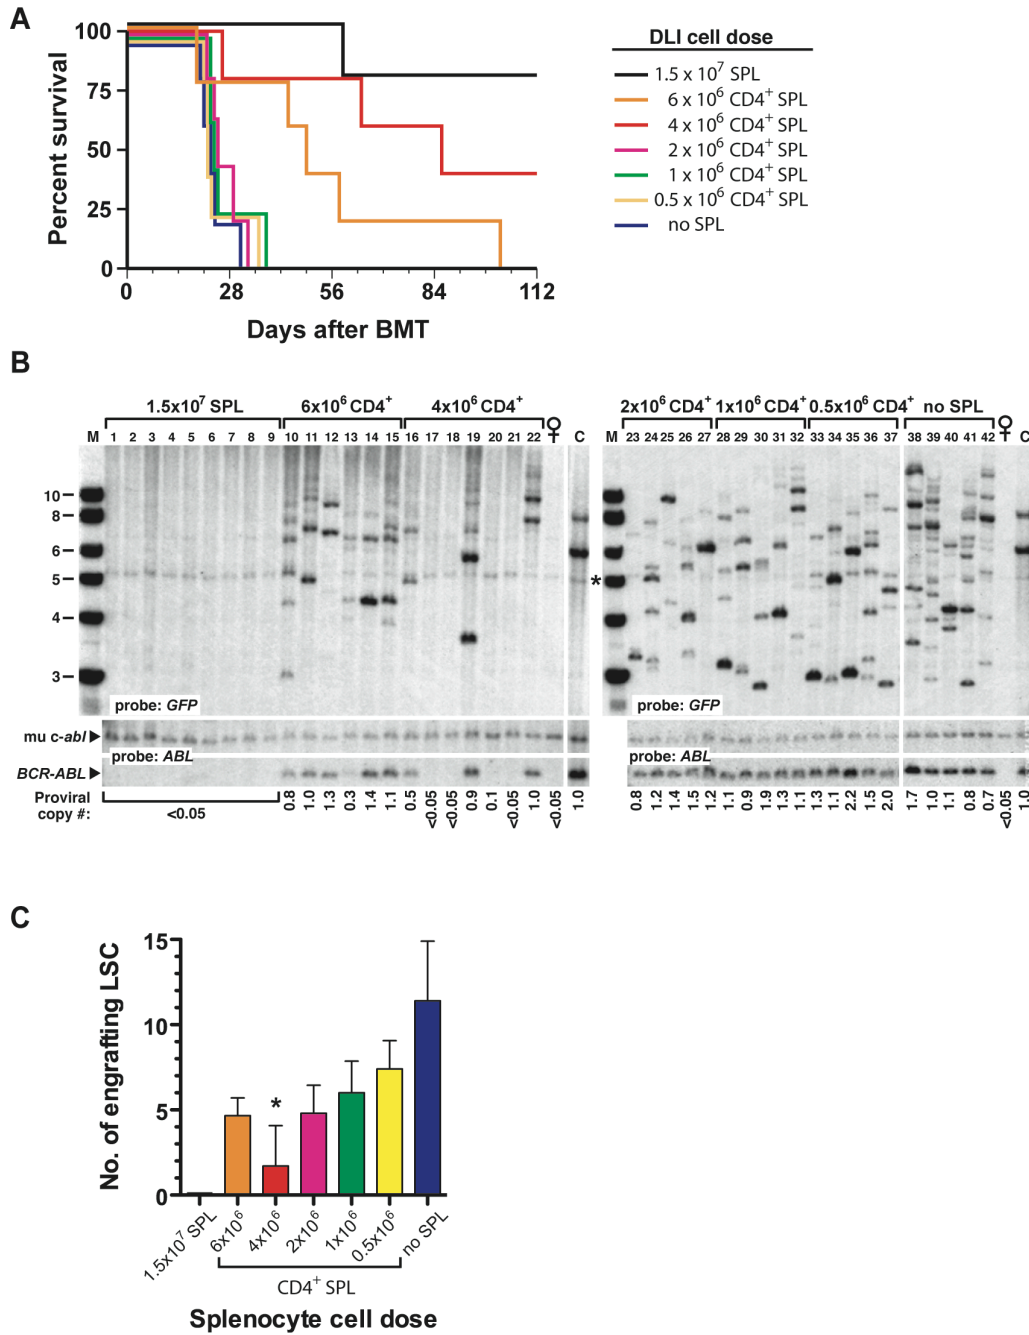 A
Percent survival
100
75
50
25
0
0 28 56 84 112
Days after BMT
DLI cell dose
1.5 x 10⁷ SPL
6 x 10⁶ CD4⁺ SPL
4 x 10⁶ CD4⁺ SPL
2 x 10⁶ CD4⁺ SPL
1 x 10⁶ CD4⁺ SPL
0.5 x 10⁶ CD4⁺ SPL
no SPL
B
1.5x10⁷ SPL 6x10⁶ CD4⁺ 4x10⁶ CD4⁺ ♀
M 1 2 3 4 5 6 7 8 9 10 11 12 13 14 15 16 17 18 19 20 21 22 C
10
8
6
5
4
3
probe: GFP
mu c-abl
probe: ABL
BCR-ABL
Proviral copy #:
<0.05 0.8 1.0 1.3 0.3 1.4 1.1 0.5 <0.05 <0.05 0.9 0.1 <0.05 1.0 <0.05 1.0
2x10⁶ CD4⁺ 1x10⁶ CD4⁺ 0.5x10⁶ CD4⁺ no SPL ♀
M 23 24 25 26 27 28 29 30 31 32 33 34 35 36 37 38 39 40 41 42 C
*
probe: GFP
probe: ABL
0.8 1.2 1.4 1.5 1.2 1.1 0.9 1.9 1.3 1.1 1.3 1.1 2.2 1.5 2.0 1.7 1.0 1.1 0.8 0.7 <0.05 1.0
C
No. of engrafting LSC
15
10
5
0
*
1.5x10⁷ SPL 6x10⁶ 4x10⁶ 2x10⁶ 1x10⁶ 0.5x10⁶ no SPL
CD4⁺ SPL
Splenocyte cell dose